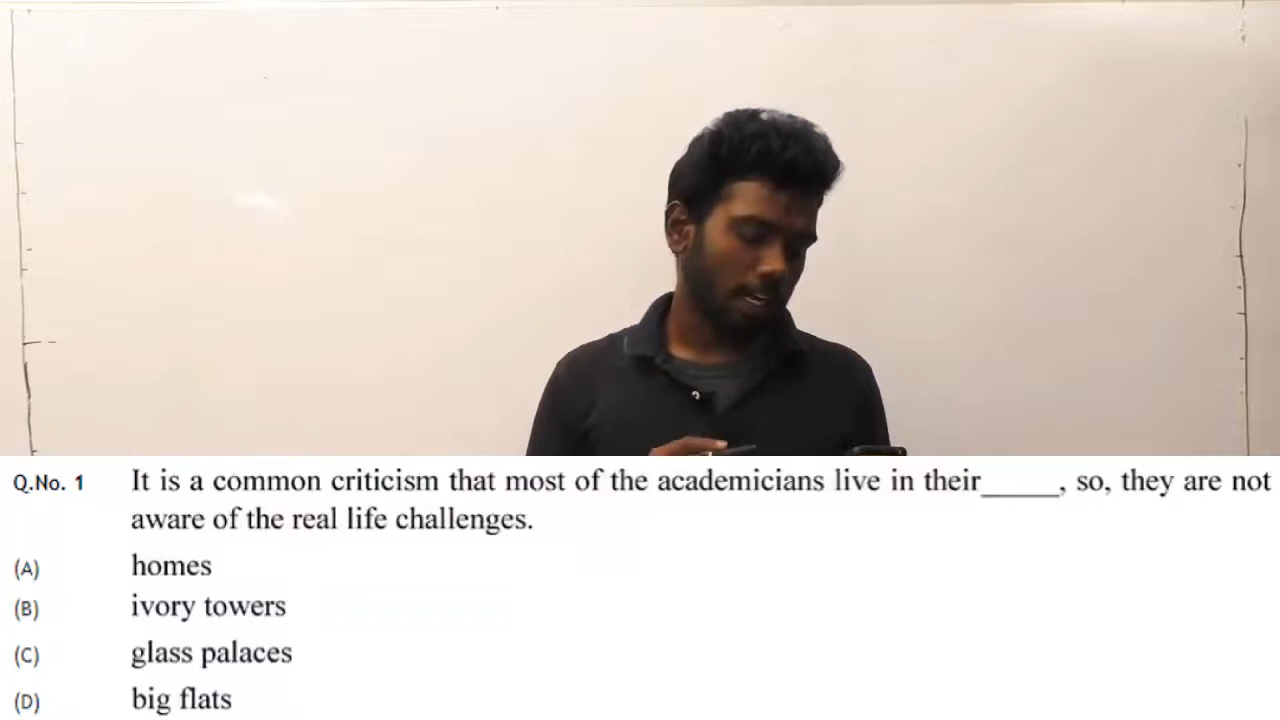 Q.No. 1 It is a common criticism that most of the academicians live in their_____, so, they are not
aware of the real life challenges.
(A) homes
(B) ivory towers
(C) glass palaces
(D) big flats